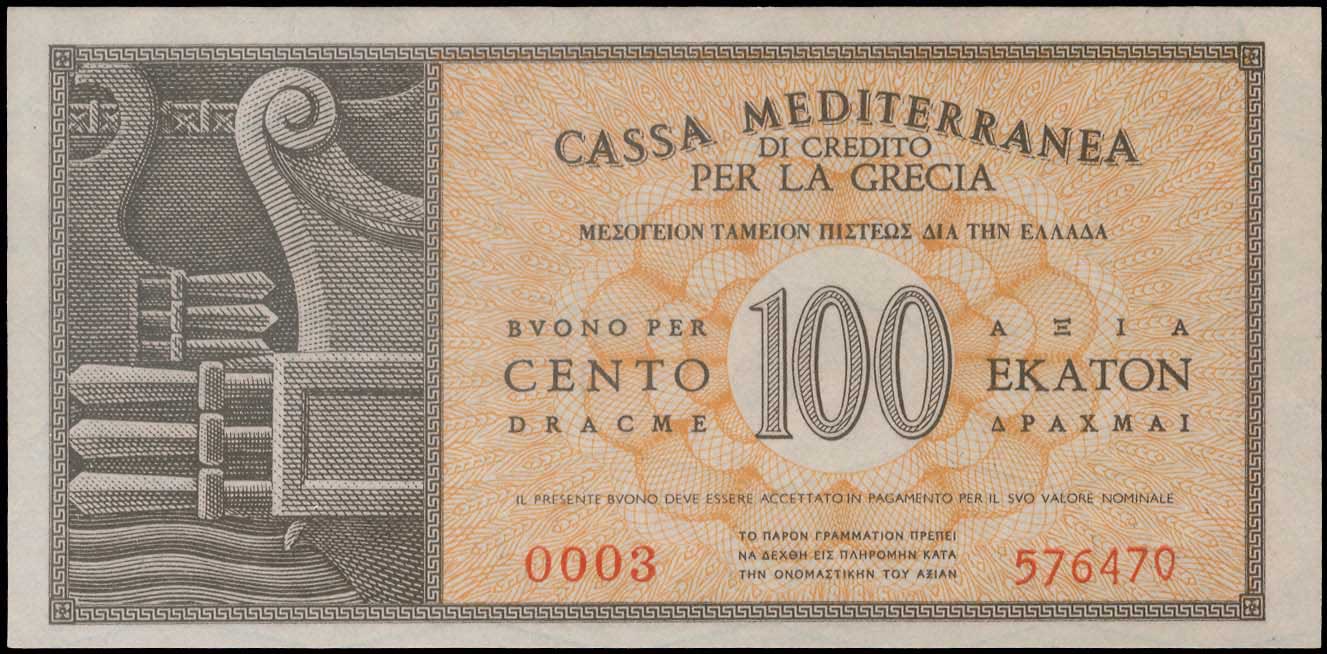 CASSA MEDITERRANEA
DI CREDITO
PER LA GRECIA
ΜΕΣΟΓΕΙΟΝ ΤΑΜΕΙΟΝ ΠΙΣΤΕΩΣ ΔΙΑ ΤΗΝ ΕΛΛΑΔΑ
BVONO PER
CENTO
DRACME
100
ΑΞΙΑ
ΕΚΑΤΟΝ
ΔΡΑΧΜΑΙ
IL PRESENTE BVONO DEVE ESSERE ACCETTATO IN PAGAMENTO PER IL SVO VALORE NOMINALE
ΤΟ ΠΑΡΟΝ ΓΡΑΜΜΑΤΙΟΝ ΠΡΕΠΕΙ
ΝΑ ΔΕΧΘΗ ΕΙΣ ΠΛΗΡΟΜΗΝ ΚΑΤΑ
ΤΗΝ ΟΝΟΜΑΣΤΙΚΗΝ ΤΟΥ ΑΞΙΑΝ
0003
576470